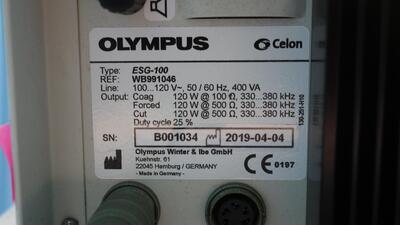 ESG
OLYMPUS Celon
Type: ESG-100
REF: WB991046
Line: 100...120 V~, 50 / 60 Hz, 400 VA
Output: Coag 120 W @ 100 Ω, 330...380 kHz
Forced 120 W @ 500 Ω, 330...380 kHz
Cut 120 W @ 500 Ω, 330...380 kHz
Duty cycle 25 %
SN: B001034 2019-04-04
Olympus Winter & Ibe GmbH
Kuehnstr. 61
22045 Hamburg / GERMANY
- Made in Germany -
CE 0197